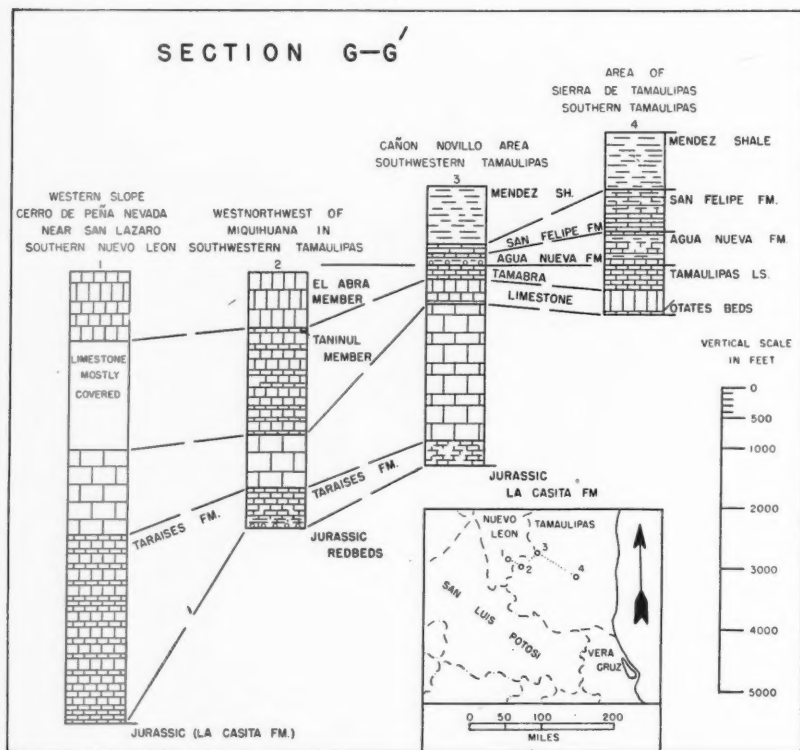 SECTION G—G′
AREA OF
SIERRA DE TAMAULIPAS
SOUTHERN TAMAULIPAS
4
MENDEZ SHALE
SAN FELIPE FM.
AGUA NUEVA FM.
TAMAULIPAS LS.
OTATES BEDS
CAÑON NOVILLO AREA
SOUTHWESTERN TAMAULIPAS
3
MENDEZ SH.
SAN FELIPE FM
AGUA NUEVA FM
TAMABRA
LIMESTONE
WESTERN SLOPE
CERRO DE PEÑA NEVADA
NEAR SAN LAZARO
SOUTHERN NUEVO LEON
1
WESTNORTHWEST OF
MIQUIHUANA IN
SOUTHWESTERN TAMAULIPAS
2
EL ABRA
MEMBER
TANINUL
MEMBER
LIMESTONE
MOSTLY
COVERED
TARAISES FM.
TARAISES FM.
JURASSIC
REDBEDS
JURASSIC
LA CASITA FM
JURASSIC (LA CASITA FM.)
VERTICAL SCALE
IN FEET
0
500
1000
2000
3000
4000
5000
NUEVO
LEON
TAMAULIPAS
1
2
3
4
SAN LUIS POTOSI
VERA
CRUZ
0 50 100 200
MILES